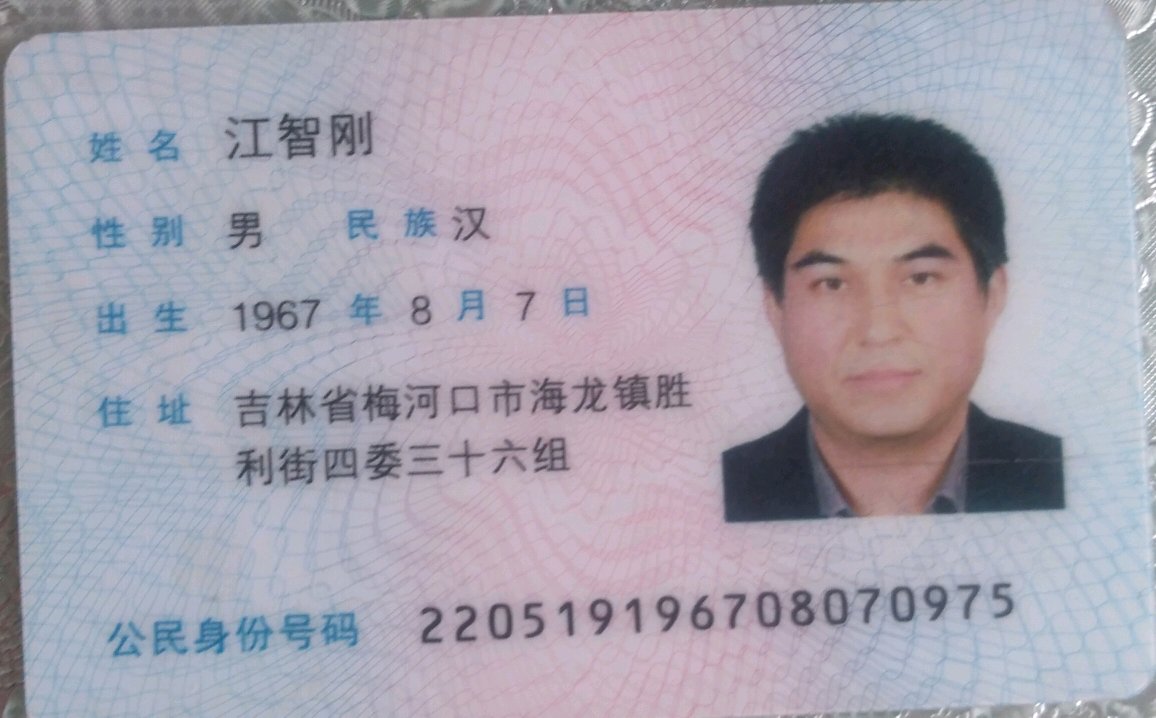 姓名 江智刚
性别 男 民族 汉
出生 1967 年 8 月 7 日
住址 吉林省梅河口市海龙镇胜
利街四委三十六组
公民身份号码 220519196708070975